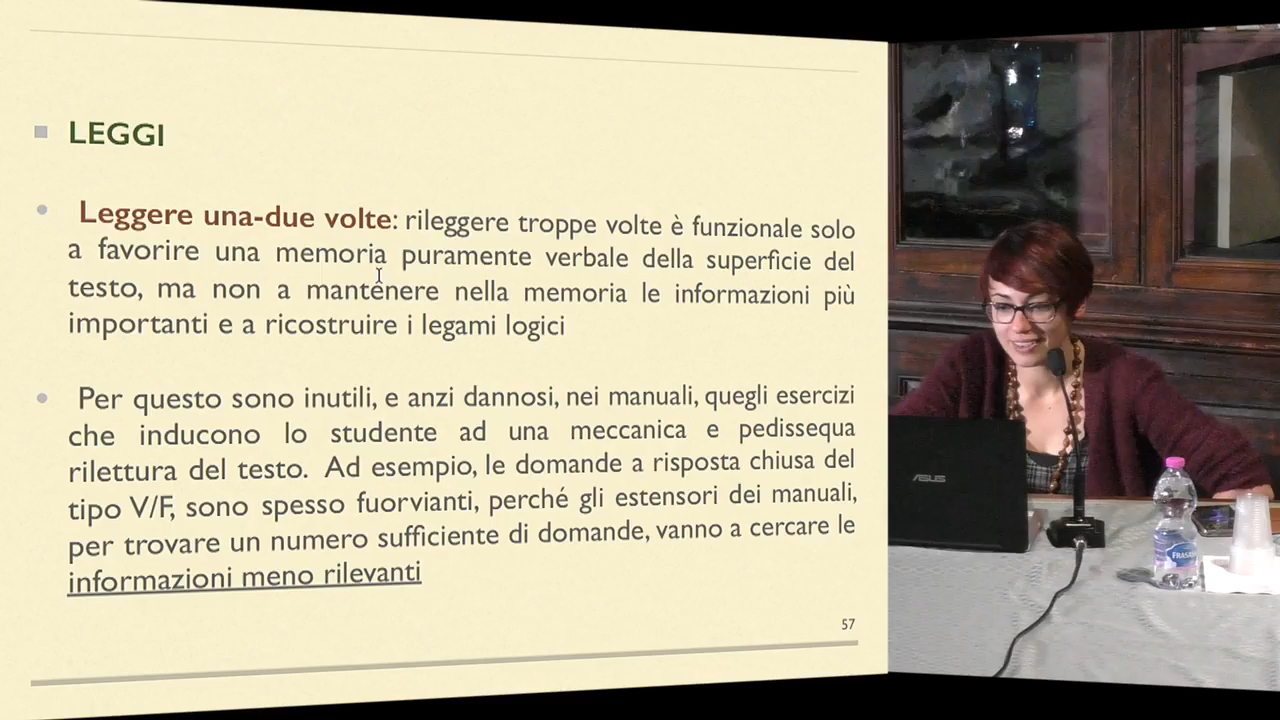 LEGGI
Leggere una-due volte: rileggere troppe volte è funzionale solo
a favorire una memoria puramente verbale della superficie del
testo, ma non a mantenere nella memoria le informazioni più
importanti e a ricostruire i legami logici
Per questo sono inutili, e anzi dannosi, nei manuali, quegli esercizi
che inducono lo studente ad una meccanica e pedissequa
rilettura del testo. Ad esempio, le domande a risposta chiusa del
tipo V/F, sono spesso fuorvianti, perché gli estensori dei manuali,
per trovare un numero sufficiente di domande, vanno a cercare le
informazioni meno rilevanti
57
ASUS